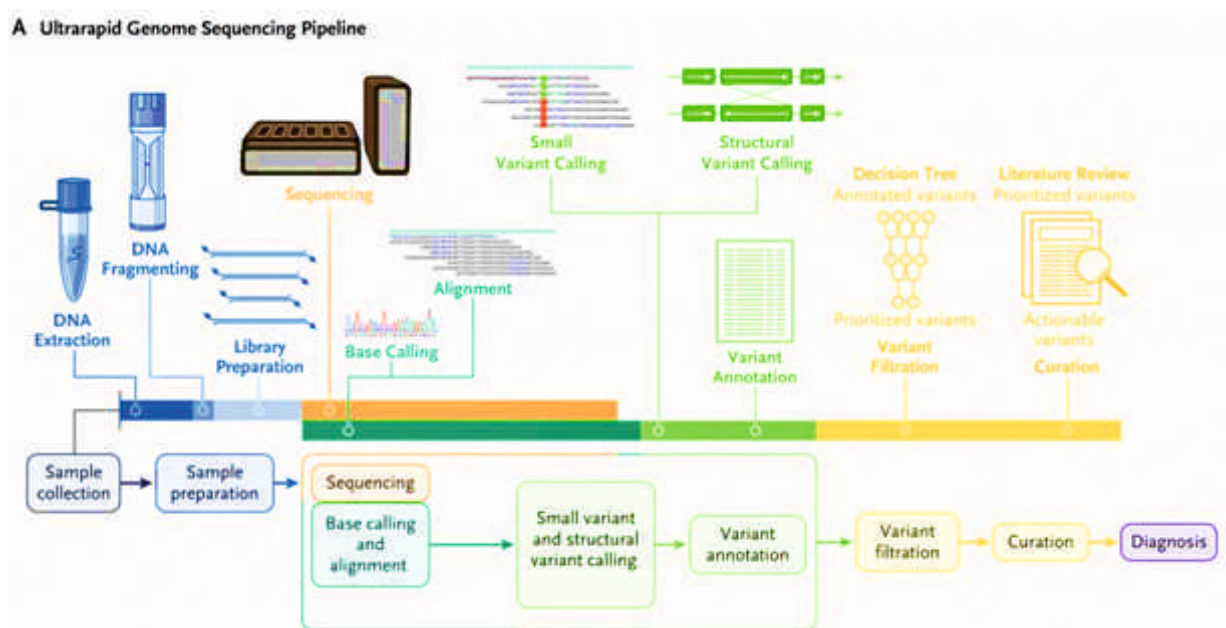 A Ultrarapid Genome Sequencing Pipeline
Small
Variant Calling
Structural
Variant Calling
Sequencing
Decision Tree
Annotated variants
Literature Review
Prioritized variants
DNA
Fragmenting
Alignment
DNA
Extraction
Library
Preparation
Base Calling
Variant
Annotation
Prioritized variants
Variant
Filtration
Actionable
variants
Curation
Sample
collection
Sample
preparation
Sequencing
Base calling
and
alignment
Small variant
and structural
variant calling
Variant
annotation
Variant
filtration
Curation
Diagnosis